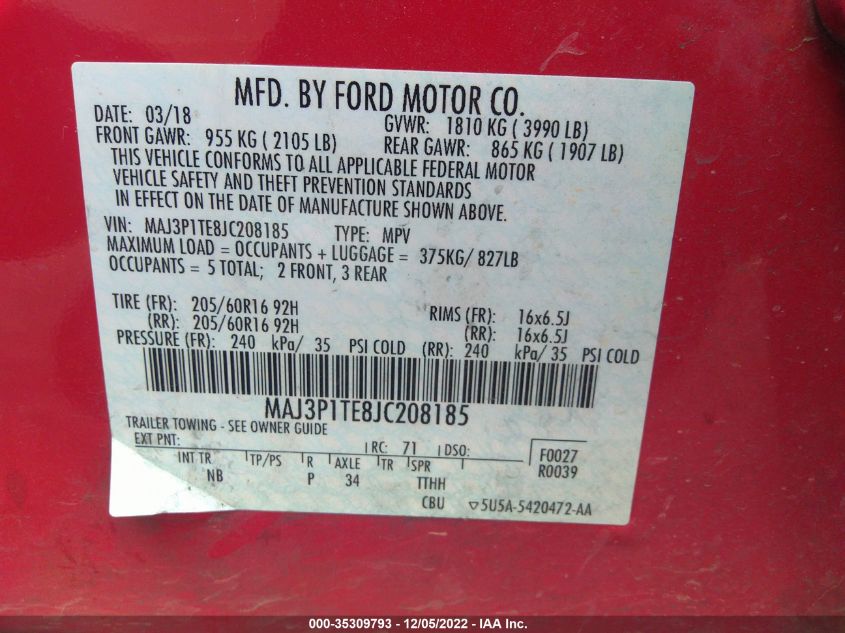 MFD. BY FORD MOTOR CO.
DATE: 03/18 GVWR: 1810 KG ( 3990 LB)
FRONT GAWR: 955 KG ( 2105 LB) REAR GAWR: 865 KG ( 1907 LB)
THIS VEHICLE CONFORMS TO ALL APPLICABLE FEDERAL MOTOR
VEHICLE SAFETY AND THEFT PREVENTION STANDARDS
IN EFFECT ON THE DATE OF MANUFACTURE SHOWN ABOVE.
VIN: MAJ3P1TE8JC208185 TYPE: MPV
MAXIMUM LOAD = OCCUPANTS + LUGGAGE = 375KG/ 827LB
OCCUPANTS = 5 TOTAL; 2 FRONT, 3 REAR
TIRE (FR): 205/60R16 92H RIMS (FR): 16x6.5J
(RR): 205/60R16 92H (RR): 16x6.5J
PRESSURE (FR): 240 kPa/ 35 PSI COLD (RR): 240 kPa/ 35 PSI COLD
MAJ3P1TE8JC208185
TRAILER TOWING - SEE OWNER GUIDE
EXT PNT: RC: 71 DSO: F0027
R0039
INT TR TP/PS R AXLE TR SPR
NB P 34 TTHH
CBU 5U5A-5420472-AA
000-35309793 - 12/05/2022 - IAA Inc.